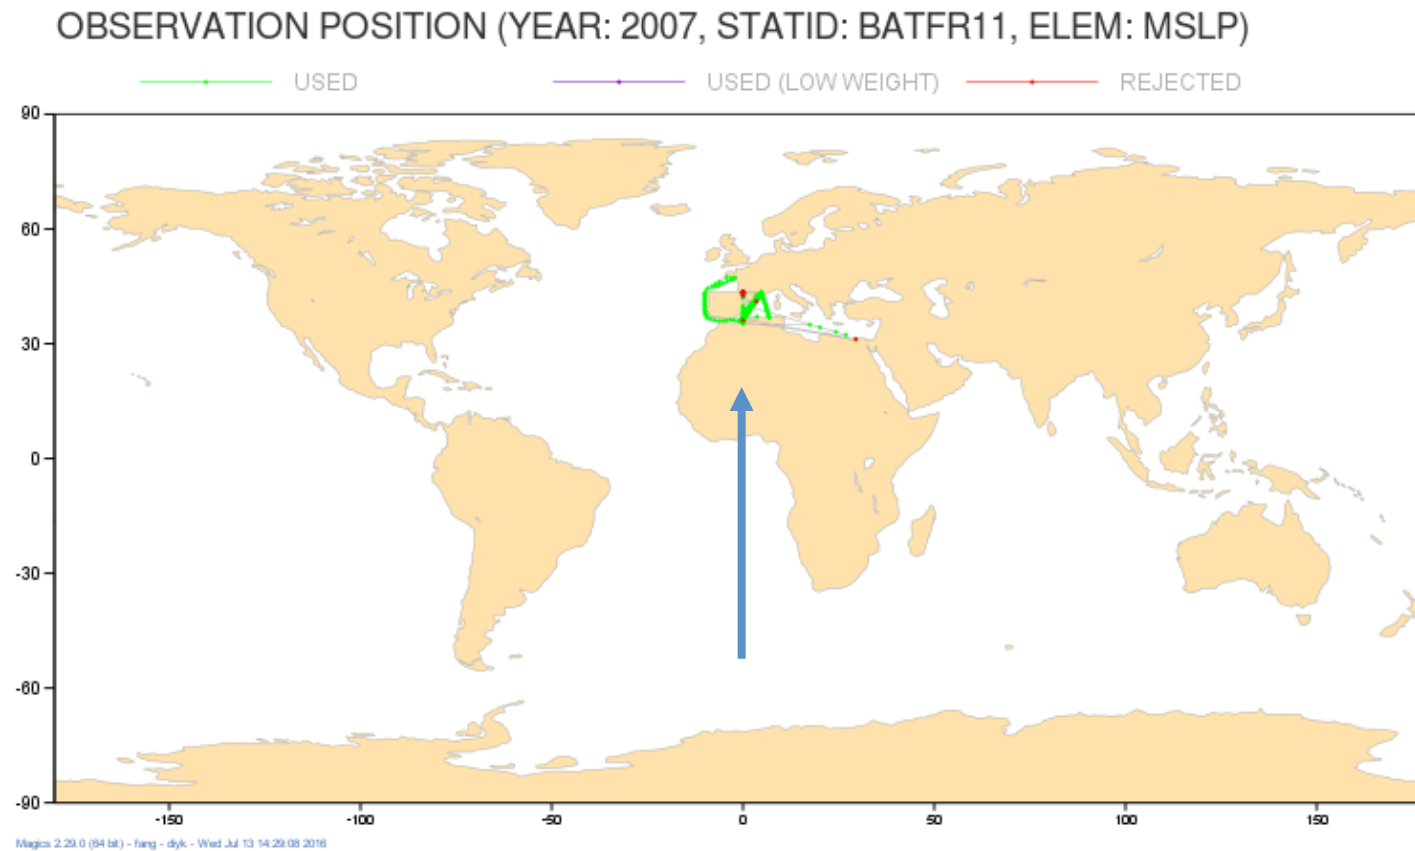 OBSERVATION POSITION (YEAR: 2007, STATID: BATFR11, ELEM: MSLP)
USED USED (LOW WEIGHT) REJECTED
90
60
30
0
-30
-60
-90
-150 -100 -50 0 50 100 150
Magics 2.29.0 (64 bit) - fang - diyk - Wed Jul 13 14:29:08 2016